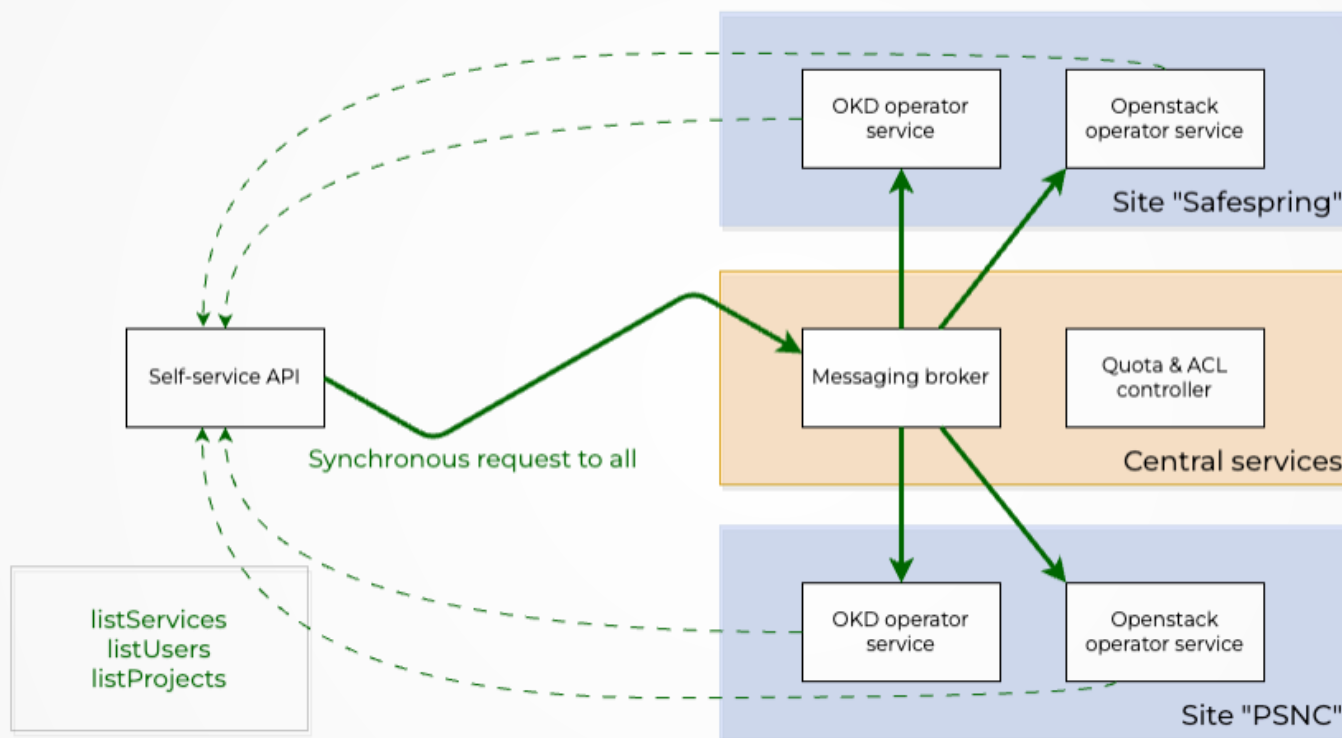 OKD operator
service
Openstack
operator service
Site "Safespring"
Self-service API
Messaging broker
Quota & ACL
controller
Synchronous request to all
Central services
listServices
listUsers
listProjects
OKD operator
service
Openstack
operator service
Site "PSNC"